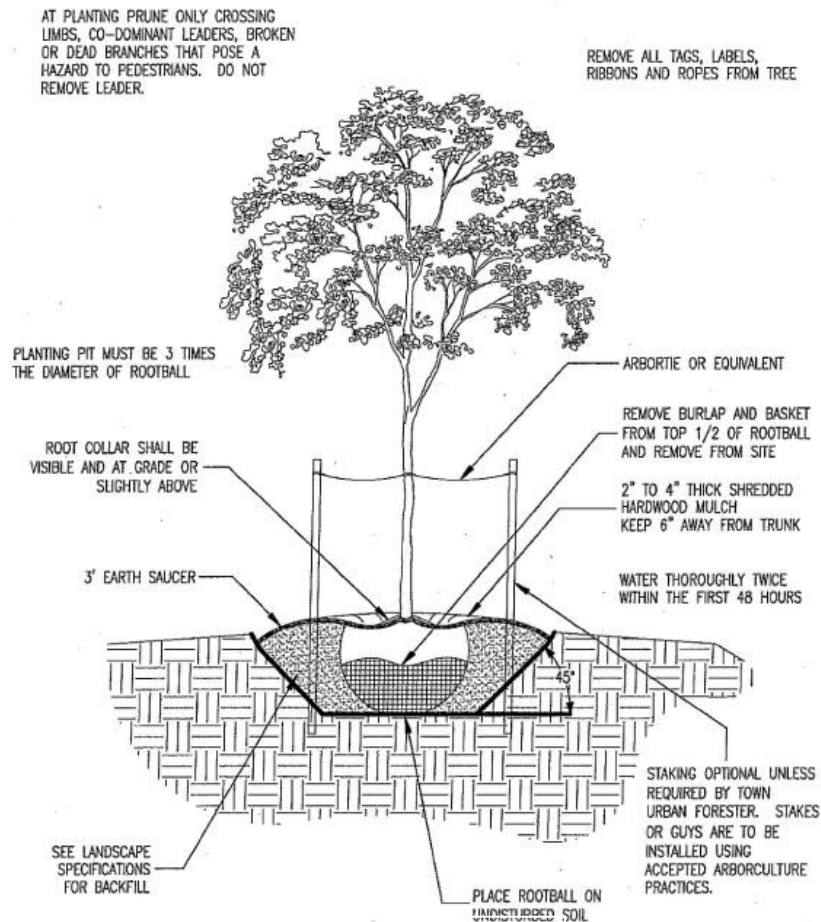 AT PLANTING PRUNE ONLY CROSSING
LIMBS, CO-DOMINANT LEADERS, BROKEN
OR DEAD BRANCHES THAT POSE A
HAZARD TO PEDESTRIANS. DO NOT
REMOVE LEADER.
REMOVE ALL TAGS, LABELS,
RIBBONS AND ROPES FROM TREE
PLANTING PIT MUST BE 3 TIMES
THE DIAMETER OF ROOTBALL
ARBORTIE OR EQUIVALENT
ROOT COLLAR SHALL BE
VISIBLE AND AT GRADE OR
SLIGHTLY ABOVE
REMOVE BURLAP AND BASKET
FROM TOP 1/2 OF ROOTBALL
AND REMOVE FROM SITE
2" TO 4" THICK SHREDDED
HARDWOOD MULCH
KEEP 6" AWAY FROM TRUNK
3' EARTH SAUCER
WATER THOROUGHLY TWICE
WITHIN THE FIRST 48 HOURS
45°
STAKING OPTIONAL UNLESS
REQUIRED BY TOWN
URBAN FORESTER. STAKES
OR GUYS ARE TO BE
INSTALLED USING
ACCEPTED ARBORCULTURE
PRACTICES.
SEE LANDSCAPE
SPECIFICATIONS
FOR BACKFILL
PLACE ROOTBALL ON
UNDISTURBED SOIL